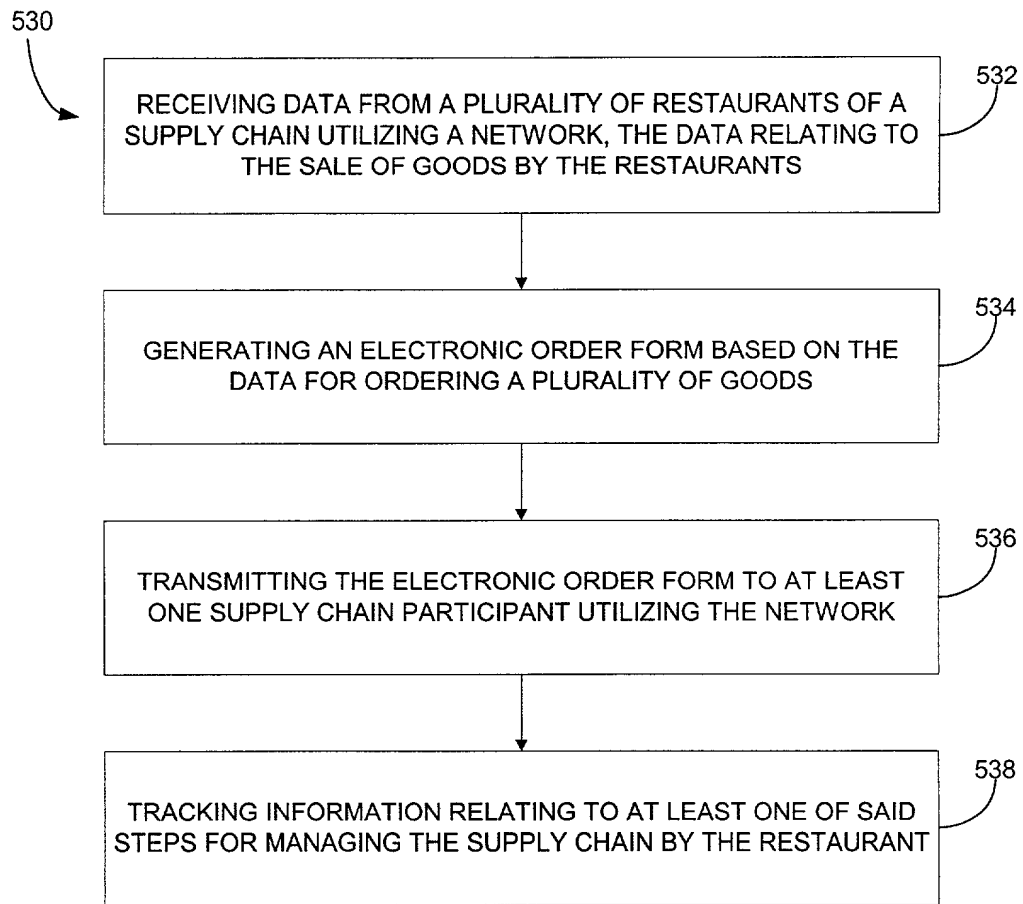 530
532
RECEIVING DATA FROM A PLURALITY OF RESTAURANTS OF A
SUPPLY CHAIN UTILIZING A NETWORK, THE DATA RELATING TO
THE SALE OF GOODS BY THE RESTAURANTS
534
GENERATING AN ELECTRONIC ORDER FORM BASED ON THE
DATA FOR ORDERING A PLURALITY OF GOODS
536
TRANSMITTING THE ELECTRONIC ORDER FORM TO AT LEAST
ONE SUPPLY CHAIN PARTICIPANT UTILIZING THE NETWORK
538
TRACKING INFORMATION RELATING TO AT LEAST ONE OF SAID
STEPS FOR MANAGING THE SUPPLY CHAIN BY THE RESTAURANT